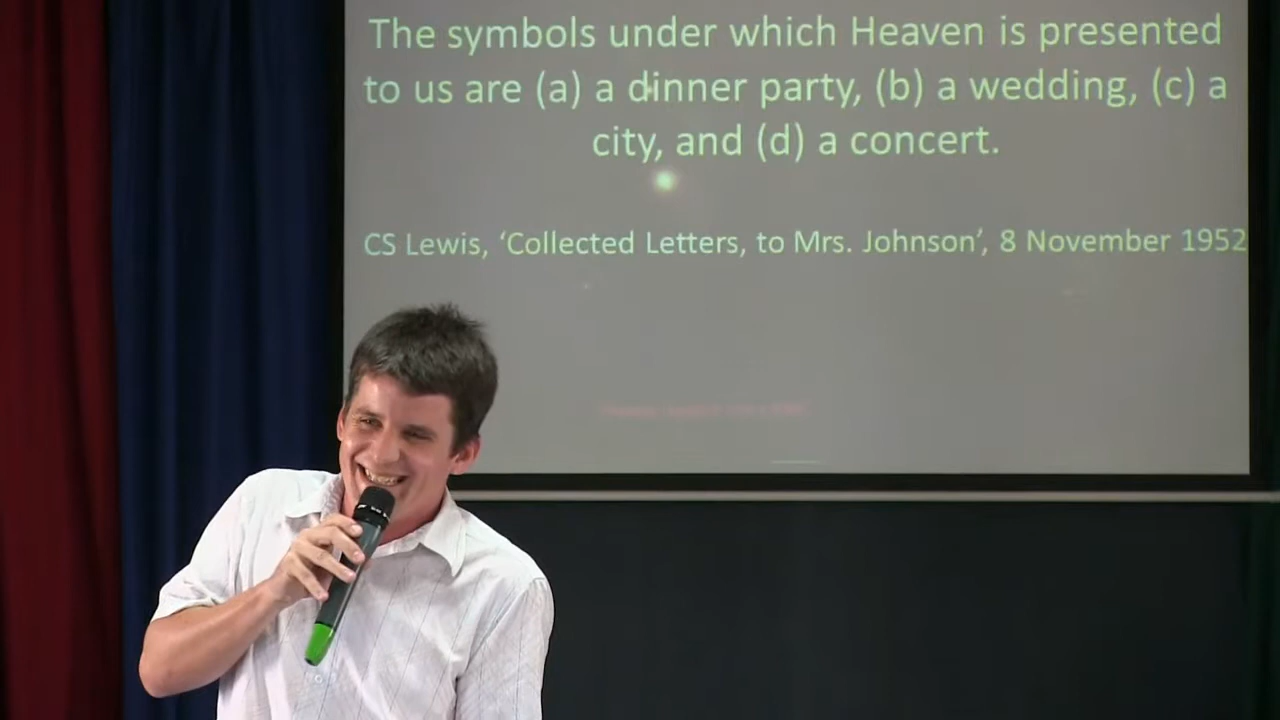 The symbols under which Heaven is presented
to us are (a) a dinner party, (b) a wedding, (c) a
city, and (d) a concert.
CS Lewis, ‘Collected Letters, to Mrs. Johnson’, 8 November 1952